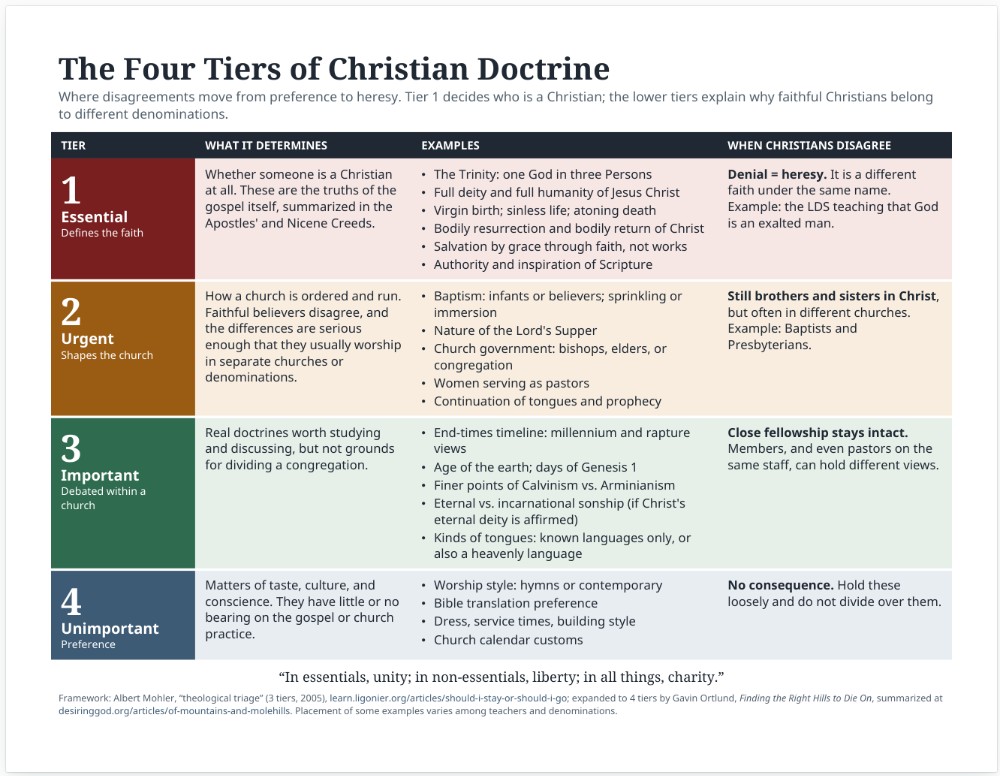 The Four Tiers of Christian Doctrine
Where disagreements move from preference to heresy. Tier 1 decides who is a Christian; the lower tiers explain why faithful Christians belong
to different denominations.
TIER
WHAT IT DETERMINES
EXAMPLES
WHEN CHRISTIANS DISAGREE
1
Essential
Defines the faith
Whether someone is a Christian
at all. These are the truths of the
gospel itself, summarized in the
Apostles' and Nicene Creeds.
• The Trinity: one God in three Persons
• Full deity and full humanity of Jesus Christ
• Virgin birth; sinless life; atoning death
• Bodily resurrection and bodily return of Christ
• Salvation by grace through faith, not works
• Authority and inspiration of Scripture
Denial = heresy. It is a different
faith under the same name.
Example: the LDS teaching that God
is an exalted man.
2
Urgent
Shapes the church
How a church is ordered and run.
Faithful believers disagree, and
the differences are serious
enough that they usually worship
in separate churches or
denominations.
• Baptism: infants or believers; sprinkling or
immersion
• Nature of the Lord's Supper
• Church government: bishops, elders, or
congregation
• Women serving as pastors
• Continuation of tongues and prophecy
Still brothers and sisters in Christ,
but often in different churches.
Example: Baptists and
Presbyterians.
3
Important
Debated within a
church
Real doctrines worth studying
and discussing, but not grounds
for dividing a congregation.
• End-times timeline: millennium and rapture
views
• Age of the earth; days of Genesis 1
• Finer points of Calvinism vs. Arminianism
• Eternal vs. incarnational sonship (if Christ's
eternal deity is affirmed)
• Kinds of tongues: known languages only, or
also a heavenly language
Close fellowship stays intact.
Members, and even pastors on the
same staff, can hold different views.
4
Unimportant
Preference
Matters of taste, culture, and
conscience. They have little or no
bearing on the gospel or church
practice.
• Worship style: hymns or contemporary
• Bible translation preference
• Dress, service times, building style
• Church calendar customs
No consequence. Hold these
loosely and do not divide over them.
“In essentials, unity; in non-essentials, liberty; in all things, charity.”
Framework: Albert Mohler, “theological triage” (3 tiers, 2005), learn.ligonier.org/articles/should-i-stay-or-should-i-go; expanded to 4 tiers by Gavin Ortlund, Finding the Right Hills to Die On, summarized at
desiringgod.org/articles/of-mountains-and-molehills. Placement of some examples varies among teachers and denominations.